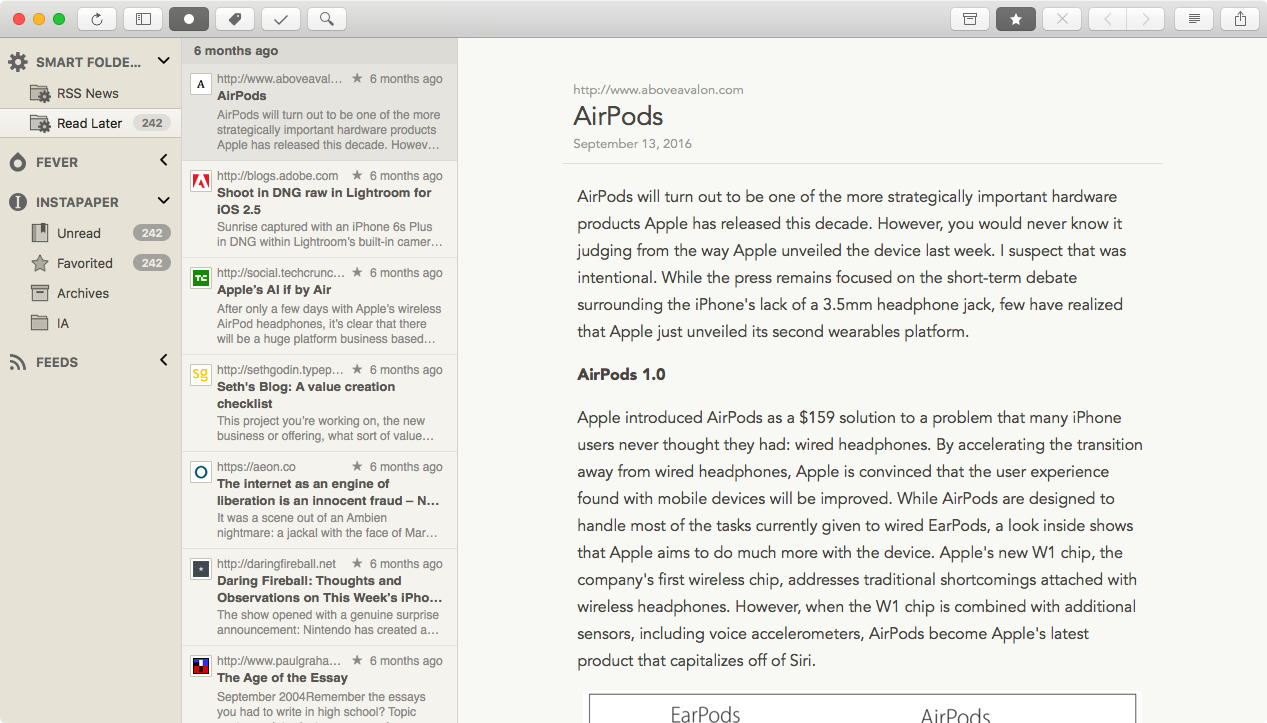 SMART FOLDE...
RSS News
Read Later 242
FEVER
INSTAPAPER
Unread 242
Favorited 242
Archives
IA
FEEDS
6 months ago
A
http://www.aboveaval... ★ 6 months ago
AirPods
AirPods will turn out to be one of the more
strategically important hardware products
Apple has released this decade. Howev...
http://blogs.adobe.com ★ 6 months ago
Shoot in DNG raw in Lightroom for
iOS 2.5
Sunrise captured with an iPhone 6s Plus
in DNG within Lightroom's built-in camer...
TC
http://social.techcrunc... ★ 6 months ago
Apple’s AI if by Air
After only a few days with Apple’s wireless
AirPod headphones, it’s clear that there
will be a huge platform business based...
sg
http://sethgodin.typep... ★ 6 months ago
Seth's Blog: A value creation
checklist
This project you’re working on, the new
business or offering, what sort of value...
https://aeon.co ★ 6 months ago
The internet as an engine of
liberation is an innocent fraud – N...
It was a scene out of an Ambien
nightmare: a jackal with the face of Mar...
http://daringfireball.net ★ 6 months ago
Daring Fireball: Thoughts and
Observations on This Week’s iPho...
The show opened with a genuine surprise
announcement: Nintendo has created a...
http://www.paulgraha... ★ 6 months ago
The Age of the Essay
September 2004Remember the essays
you had to write in high school? Topic
http://www.aboveavalon.com
AirPods
September 13, 2016
AirPods will turn out to be one of the more strategically important hardware
products Apple has released this decade. However, you would never know it
judging from the way Apple unveiled the device last week. I suspect that was
intentional. While the press remains focused on the short-term debate
surrounding the iPhone's lack of a 3.5mm headphone jack, few have realized
that Apple just unveiled its second wearables platform.
AirPods 1.0
Apple introduced AirPods as a $159 solution to a problem that many iPhone
users never thought they had: wired headphones. By accelerating the transition
away from wired headphones, Apple is convinced that the user experience
found with mobile devices will be improved. While AirPods are designed to
handle most of the tasks currently given to wired EarPods, a look inside shows
that Apple aims to do much more with the device. Apple's new W1 chip, the
company's first wireless chip, addresses traditional shortcomings attached with
wireless headphones. However, when the W1 chip is combined with additional
sensors, including voice accelerometers, AirPods become Apple's latest
product that capitalizes off of Siri.
EarPods AirPods